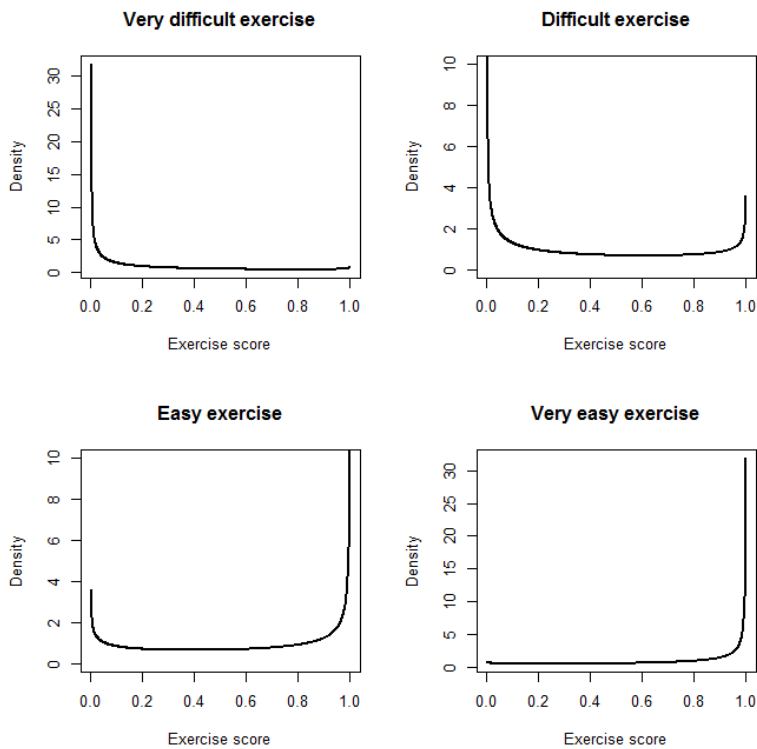 Very difficult exercise
Density
0 5 10 15 20 25 30
0.0 0.2 0.4 0.6 0.8 1.0
Exercise score
Difficult exercise
Density
0 2 4 6 8 10
0.0 0.2 0.4 0.6 0.8 1.0
Exercise score
Easy exercise
Density
0 2 4 6 8 10
0.0 0.2 0.4 0.6 0.8 1.0
Exercise score
Very easy exercise
Density
0 5 10 15 20 25 30
0.0 0.2 0.4 0.6 0.8 1.0
Exercise score